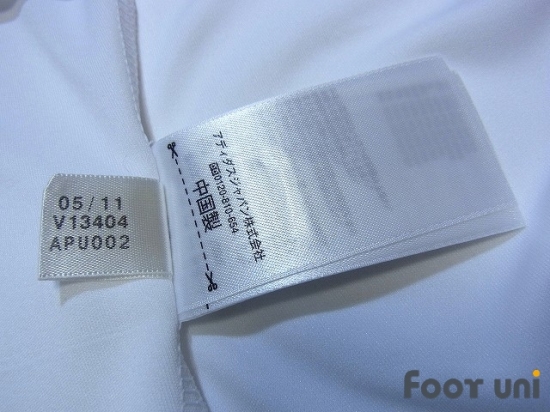 05/11
V13404
APU002
アディダスジャパン株式会社
0120-810-654
中国製
FOOT uni